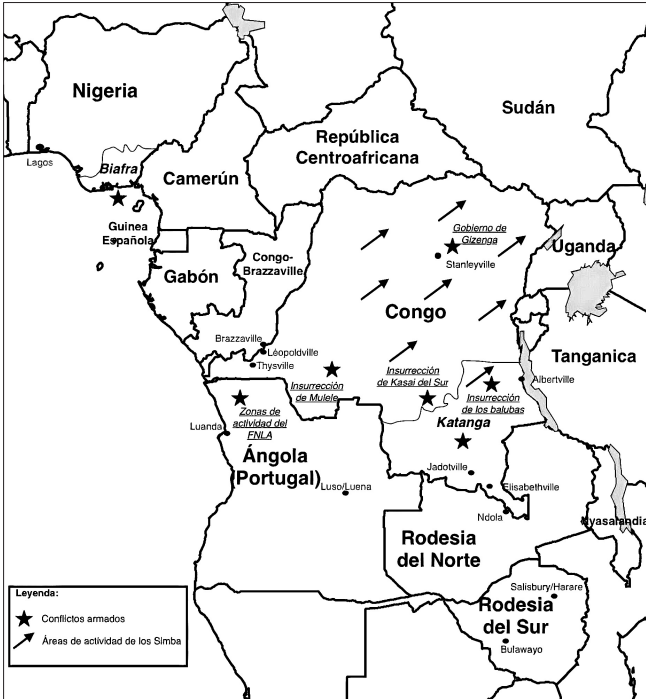 Nigeria
Sudán
República
Centroafricana
Lagos
Biafra
Camerún
Guinea
Española
Gobierno de
Gizenga
Stanleyville
Uganda
Congo-
Brazzaville
Gabón
Congo
Brazzaville
Léopoldville
Thysville
Tanganica
Insurrección
de Mulele
Insurrección
de Kasai del Sur
Insurrección
de los balubas
Albertville
Zonas de
actividad del
FNLA
Luanda
Katanga
Ángola
(Portugal)
Luso/Luena
Jadotville
Elisabethville
Ndola
Nyasalandia
Rodesia
del Norte
Salisbury/Harare
Rodesia
del Sur
Bulawayo
Leyenda:
Conflictos armados
Áreas de actividad de los Simba